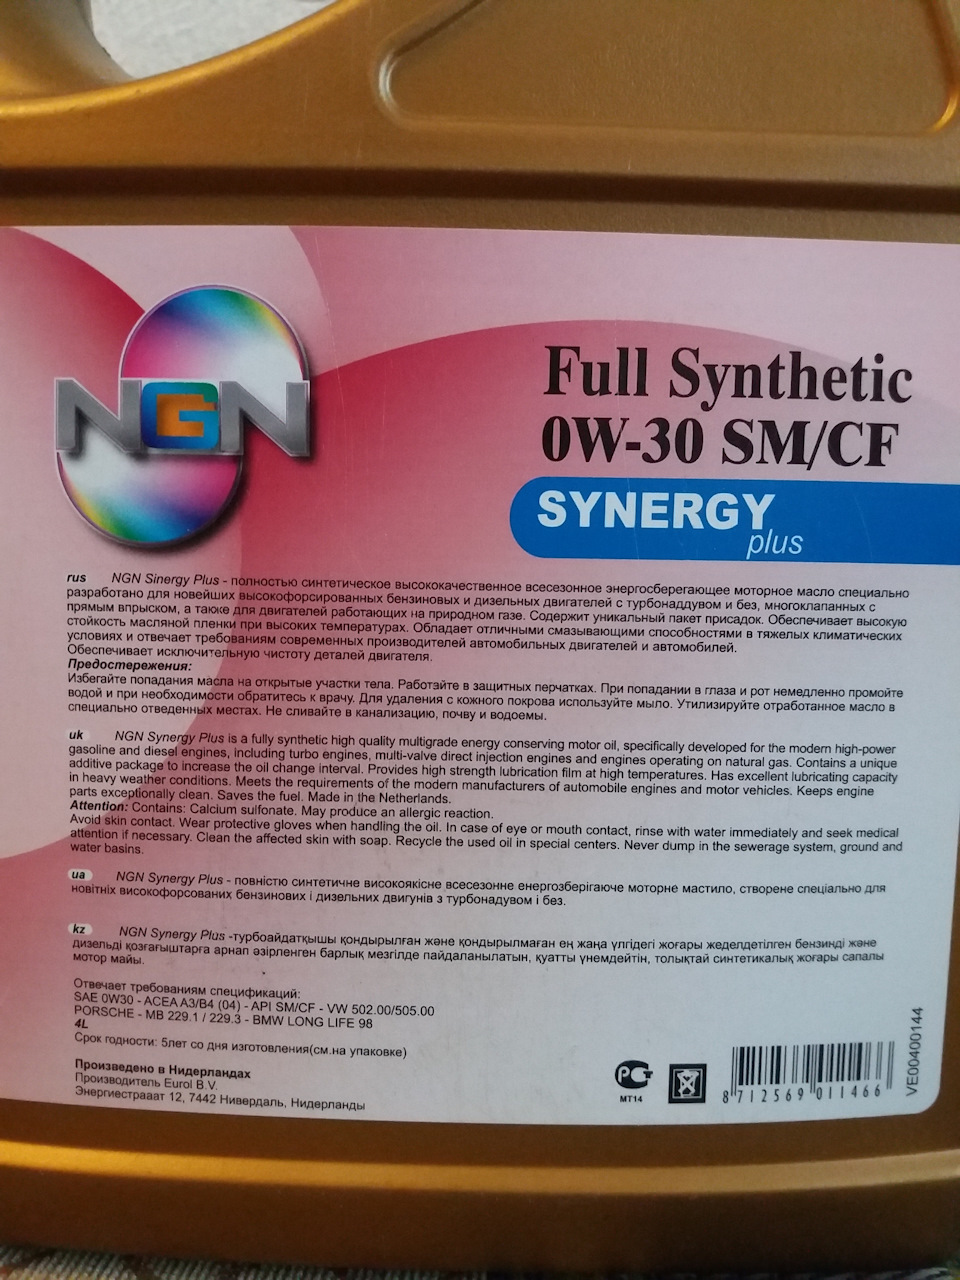 NGN
Full Synthetic
0W-30 SM/CF
SYNERGY
plus
rus NGN Sinergy Plus - полностью синтетическое высококачественное всесезонное энергосберегающее моторное масло специально
разработано для новейших высокофорсированных бензиновых и дизельных двигателей с турбонаддувом и без, многоклапанных с
прямым впрыском, а также для двигателей работающих на природном газе. Содержит уникальный пакет присадок. Обеспечивает высокую
стойкость масляной пленки при высоких температурах. Обладает отличными смазывающими способностями в тяжелых климатических
условиях и отвечает требованиям современных производителей автомобильных двигателей и автомобилей.
Обеспечивает исключительную чистоту деталей двигателя.
Предостережения:
Избегайте попадания масла на открытые участки тела. Работайте в защитных перчатках. При попадании в глаза и рот немедленно промойте
водой и при необходимости обратитесь к врачу. Для удаления с кожного покрова используйте мыло. Утилизируйте отработанное масло в
специально отведенных местах. Не сливайте в канализацию, почву и водоемы.
uk NGN Synergy Plus is a fully synthetic high quality multigrade energy conserving motor oil, specifically developed for the modern high-power
gasoline and diesel engines, including turbo engines, multi-valve direct injection engines and engines operating on natural gas. Contains a unique
additive package to increase the oil change interval. Provides high strength lubrication film at high temperatures. Has excellent lubricating capacity
in heavy weather conditions. Meets the requirements of the modern manufacturers of automobile engines and motor vehicles. Keeps engine
parts exceptionally clean. Saves the fuel. Made in the Netherlands.
Attention: Contains: Calcium sulfonate. May produce an allergic reaction.
Avoid skin contact. Wear protective gloves when handling the oil. In case of eye or mouth contact, rinse with water immediately and seek medical
attention if necessary. Clean the affected skin with soap. Recycle the used oil in special centers. Never dump in the sewerage system, ground and
water basins.
ua NGN Synergy Plus - повністю синтетичне високоякісне всесезонне енергозберігаюче моторне мастило, створене спеціально для
новітніх високофорсованих бензинових і дизельних двигунів з турбонадувом і без.
kz NGN Synergy Plus -турбоайдатқышы қондырылған және қондырылмаған ең жаңа үлгідегі жоғары жеделдетілген бензинді және
дизельді қозғағыштарға арнап әзірленген барлық мезгілде пайдаланылатын, қуатты үнемдейтін, толықтай синтетикалық жоғары сапалы
мотор майы.
Отвечает требованиям спецификаций:
SAE 0W30 - ACEA A3/B4 (04) - API SM/CF - VW 502.00/505.00
PORSCHE - MB 229.1 / 229.3 - BMW LONG LIFE 98
4L
Срок годности: 5лет со дня изготовления(см.на упаковке)
Произведено в Нидерландах
Производитель Eurol B.V.
Энергиестрааат 12, 7442 Нивердаль, Нидерланды
РСТ
МТ14
8 712569 011466
VE00400144